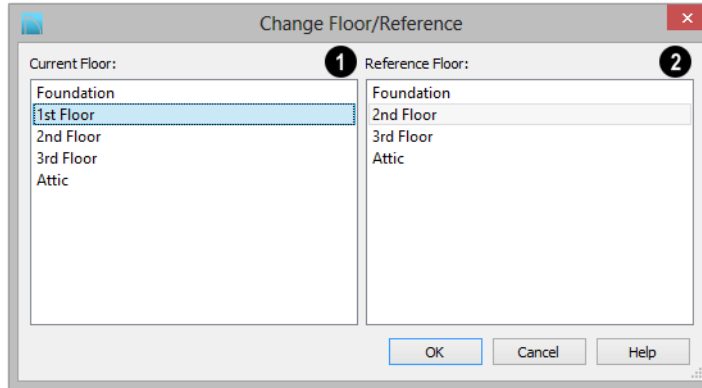 Change Floor/Reference
Current Floor:
1
Foundation
1st Floor
2nd Floor
3rd Floor
Attic
Reference Floor:
2
Foundation
2nd Floor
3rd Floor
Attic
OK
Cancel
Help